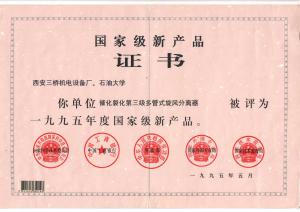 国家级新产品
证书
西安三桥机电设备厂、石油大学
你单位 催化裂化第三级多管式旋风分离器 被评为
一九九五年度国家级新产品。
一九九五年五月